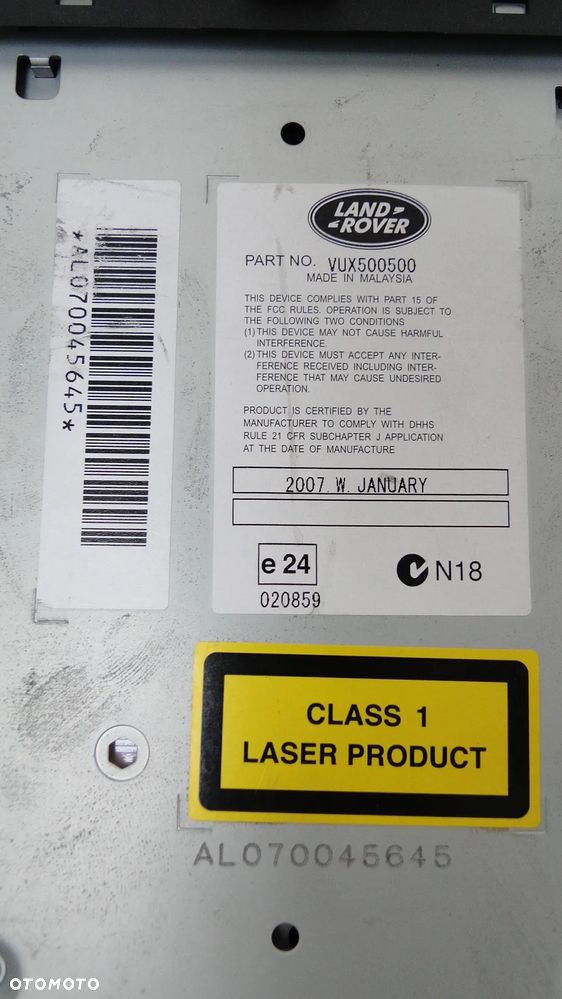 *AL070045645*
LAND
ROVER
PART NO. VUX500500
MADE IN MALAYSIA
THIS DEVICE COMPLIES WITH PART 15 OF
THE FCC RULES. OPERATION IS SUBJECT TO
THE FOLLOWING TWO CONDITIONS
(1)THIS DEVICE MAY NOT CAUSE HARMFUL
INTERFERENCE.
(2)THIS DEVICE MUST ACCEPT ANY INTER-
FERENCE RECEIVED INCLUDING INTER-
FERENCE THAT MAY CAUSE UNDESIRED
OPERATION.
PRODUCT IS CERTIFIED BY THE
MANUFACTURER TO COMPLY WITH DHHS
RULE 21 CFR SUBCHAPTER J APPLICATION
AT THE DATE OF MANUFACTURE
2007. W. JANUARY
e 24
020859
N18
CLASS 1
LASER PRODUCT
AL070045645
OTOMOTO